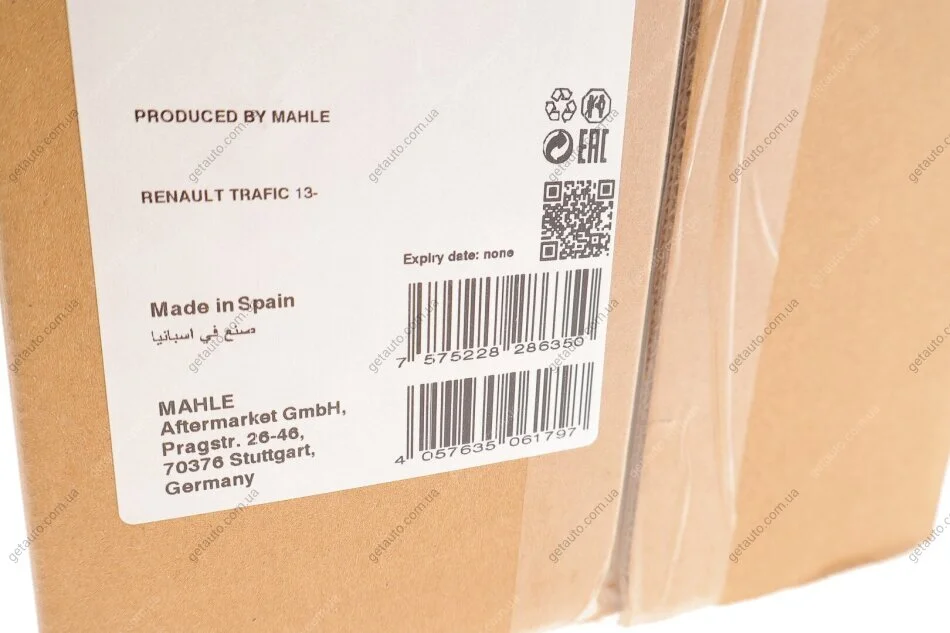 PRODUCED BY MAHLE
EAC
RENAULT TRAFIC 13-
Expiry date: none
Made in Spain
صنع في اسبانيا
7 575228 286350
MAHLE
Aftermarket GmbH,
Pragstr. 26-46,
70376 Stuttgart,
Germany
4 057635 061797
getauto.com.ua